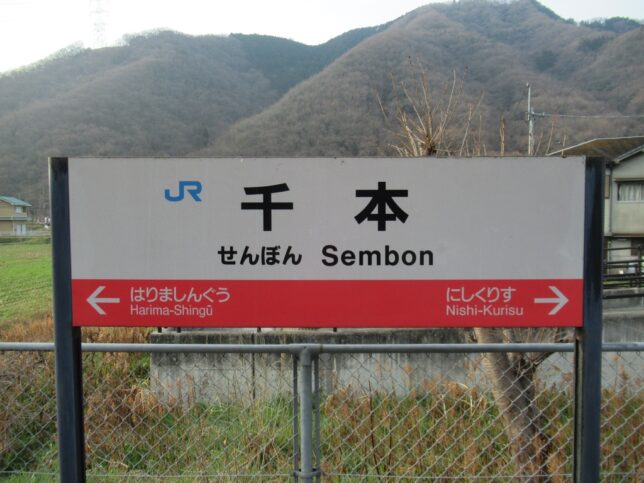 JR 千本
せんぼん Sembon
← はりましんぐう にしくりす →
Harima-Shingū Nishi-Kurisu